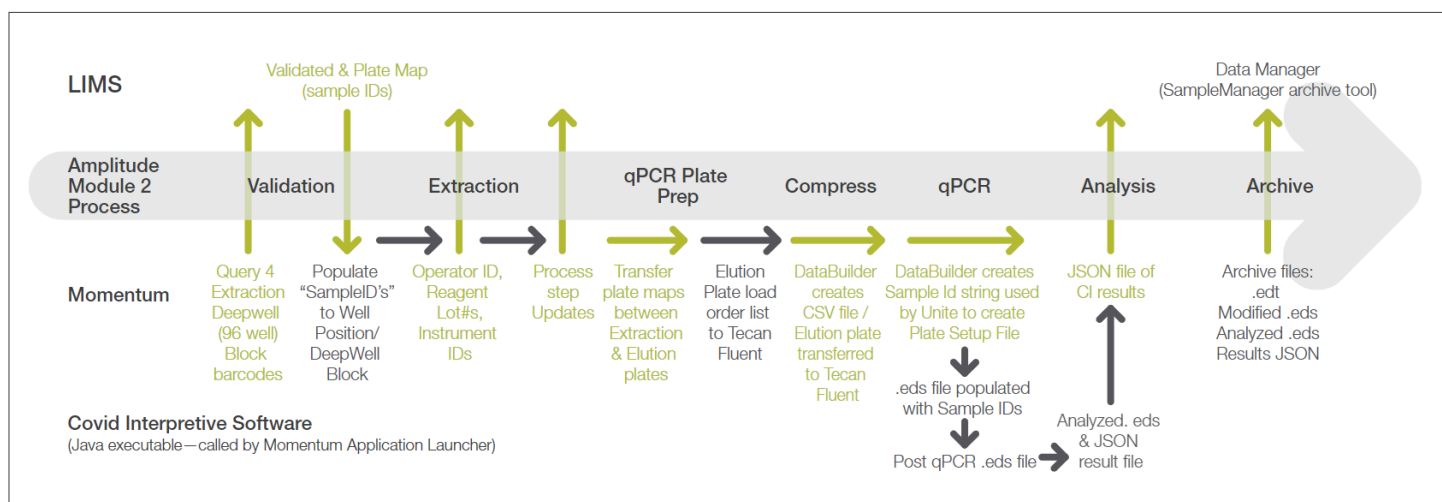 LIMS
Validated & Plate Map
(sample IDs)
Data Manager
(SampleManager archive tool)
Amplitude
Module 2
Process
Validation
Extraction
qPCR Plate
Prep
Compress
qPCR
Analysis
Archive
Momentum
Query 4
Extraction
Deepwell
(96 well)
Block
barcodes
Populate
“SampleID’s”
to Well
Position/
DeepWell
Block
Operator ID,
Reagent
Lot#s,
Instrument
IDs
Process
step
Updates
Transfer
plate maps
between
Extraction
& Elution
plates
Elution
Plate load
order list
to Tecan
Fluent
DataBuilder
creates
CSV file /
Elution plate
transferred
to Tecan
Fluent
DataBuilder creates
Sample Id string used
by Unite to create
Plate Setup File
.eds file populated
with Sample IDs
Post qPCR .eds file
JSON file of
CI results
Analyzed. eds
& JSON
result file
Archive files:
.edt
Modified .eds
Analyzed .eds
Results JSON
Covid Interpretive Software
(Java executable—called by Momentum Application Launcher)